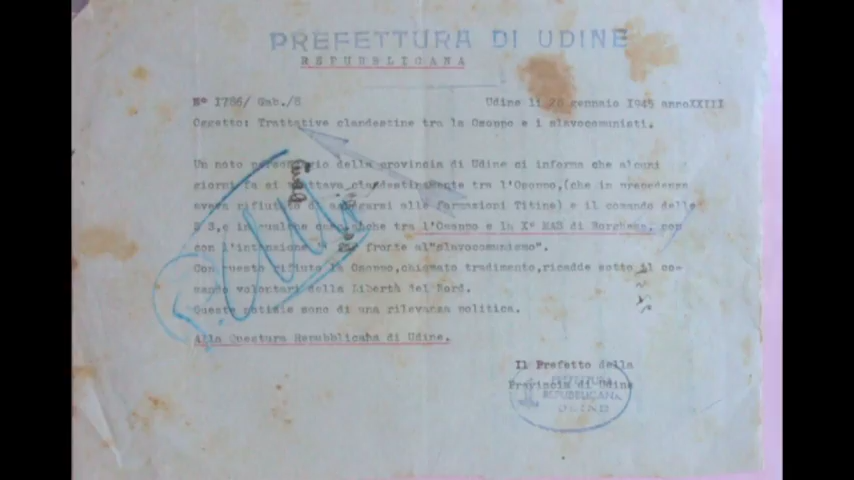 PREFETTURA DI UDINE
REPUBBLICANA
N° 1786/ Gab./8 Udine li 28 gennaio 1945 annoXXIII
Oggetto: Trattative clandestine tra la Osoppo e i slavocomunisti.
Un noto della provincia di Udine ci informa che alcuni
giorni fa si trattava clandestinamente tra l'Osoppo,(che in precedenza
aveva rifiutato di alle formazioni Titine) e il comando delle
e in qualche anche tra l'Osoppo e la X° MAS di Borghese, con
con l'intenzione fronte al"slavocomunismo".
Con questo rifiuto la Osoppo,chiamato tradimento,ricadde sotto il co-
mando volontari della Libertà del Nord.
Queste notizie sono di una rilevanza politica.
Alla Questura Repubblicana di Udine.
Il Prefetto della
Provincia di Udine
PREFETTURA
REPUBBLICANA
UDINE